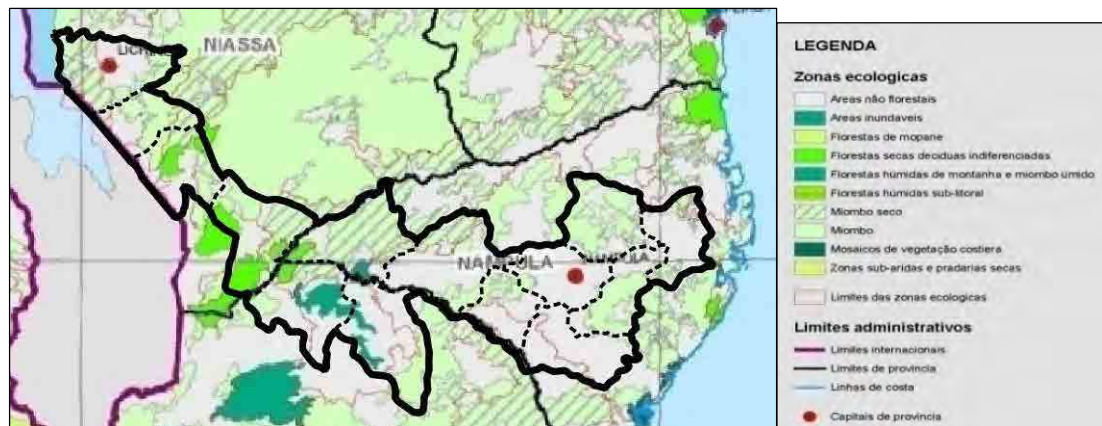 NIASSA
NAMPULA
LEGENDA
Zonas ecologicas
Areas não florestais
Areas inundaveis
Florestas de mopane
Florestas secas deciduas indiferenciadas
Florestas húmidas de montanha e miombo umido
Florestas húmidas sub-litoral
Miombo seco
Miombo
Mosaicos de vegetação costiera
Zonas sub-aridas e pradarias secas
Limites das zonas ecologicas
Limites administrativos
Limites internacionais
Limites de provincia
Linhas de costa
Capitais de provincia